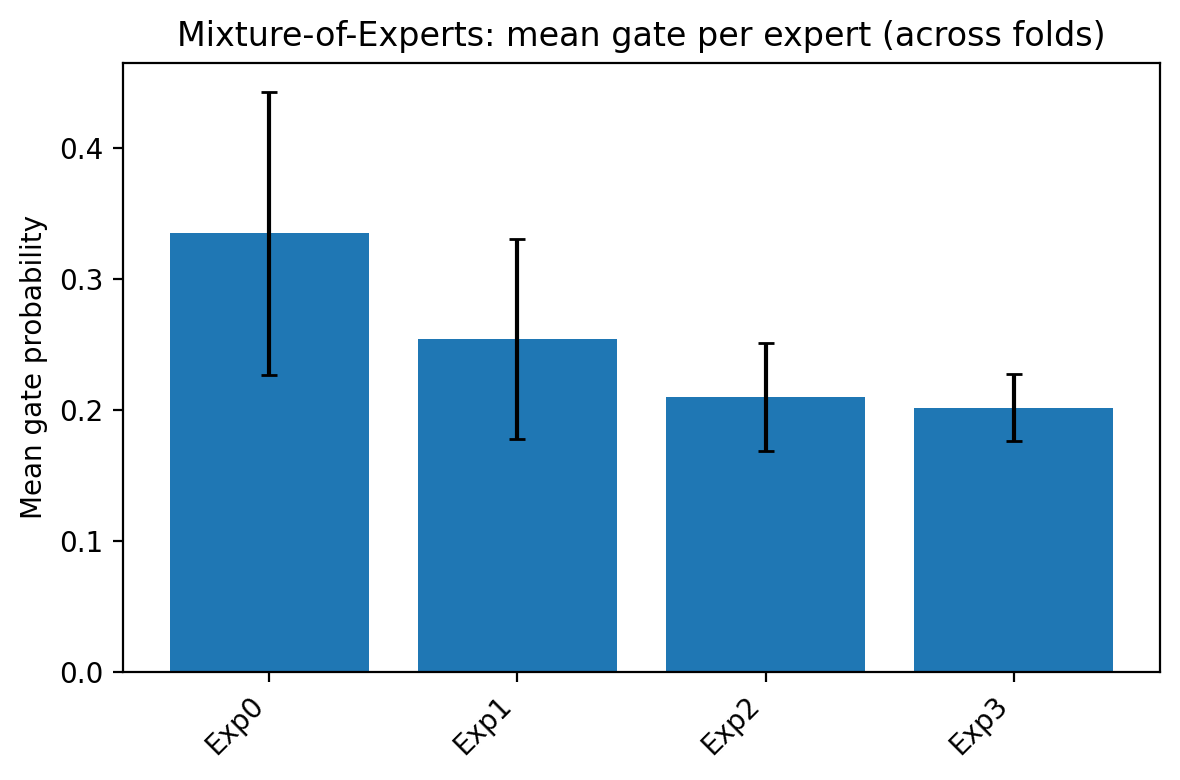 Mixture-of-Experts: mean gate per expert (across folds)
Mean gate probability
0.4
0.3
0.2
0.1
0.0
Exp0
Exp1
Exp2
Exp3